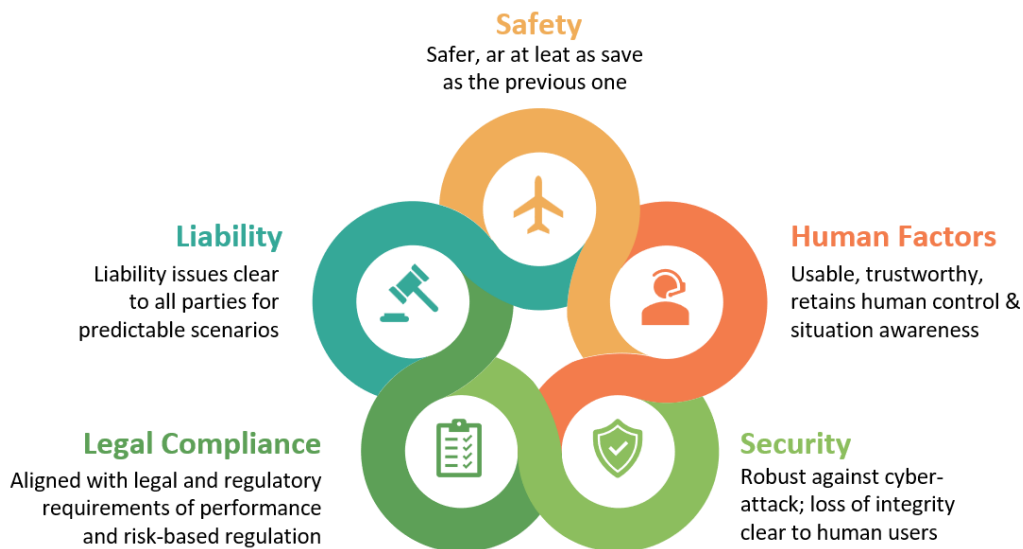 Safety
Safer, ar at leat as save
as the previous one
Liability
Liability issues clear
to all parties for
predictable scenarios
Human Factors
Usable, trustworthy,
retains human control &
situation awareness
Legal Compliance
Aligned with legal and regulatory
requirements of performance
and risk-based regulation
Security
Robust against cyber-
attack; loss of integrity
clear to human users